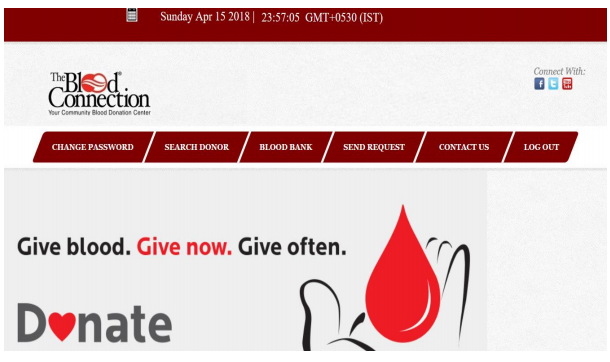 Sunday Apr 15 2018 | 23:57:05 GMT+0530 (IST)
The Blood
Connection
Your Community Blood Donation Center
Connect With:
CHANGE PASSWORD SEARCH DONOR BLOOD BANK SEND REQUEST CONTACT US LOG OUT
Give blood. Give now. Give often.
Donate